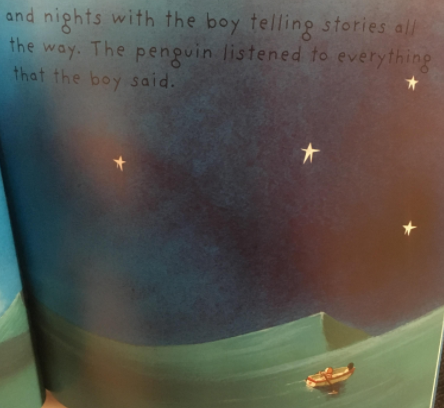 and nights with the boy telling stories all
the way. The penguin listened to everything
that the boy said.